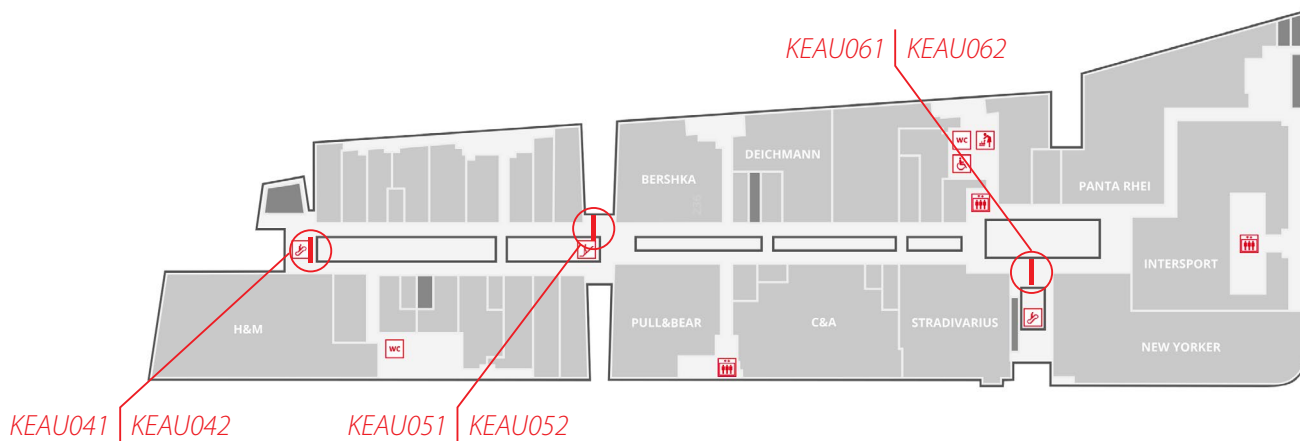 KEAU061 KEAU062
WC
DEICHMANN
BERSHKA
PANTA RHEI
INTERSPORT
H&M
PULL&BEAR
C&A
STRADIVARIUS
NEW YORKER
WC
KEAU041 KEAU042
KEAU051 KEAU052